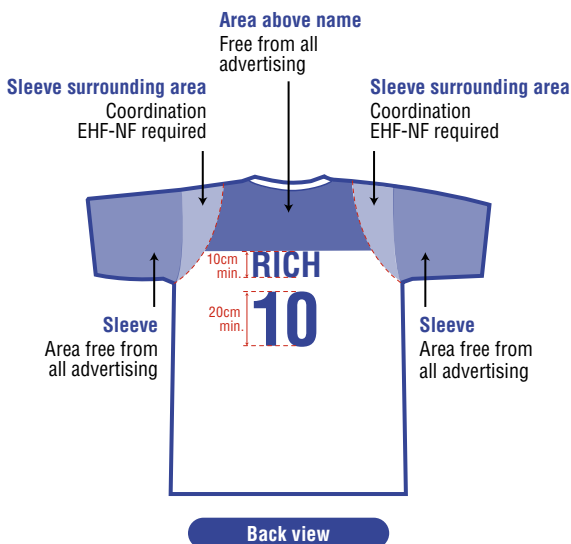 Area above name
Free from all
advertising
Sleeve surrounding area
Coordination
EHF-NF required
Sleeve surrounding area
Coordination
EHF-NF required
10cm
min.
RICH
20cm
min.
10
Sleeve
Area free from
all advertising
Sleeve
Area free from
all advertising
Back view